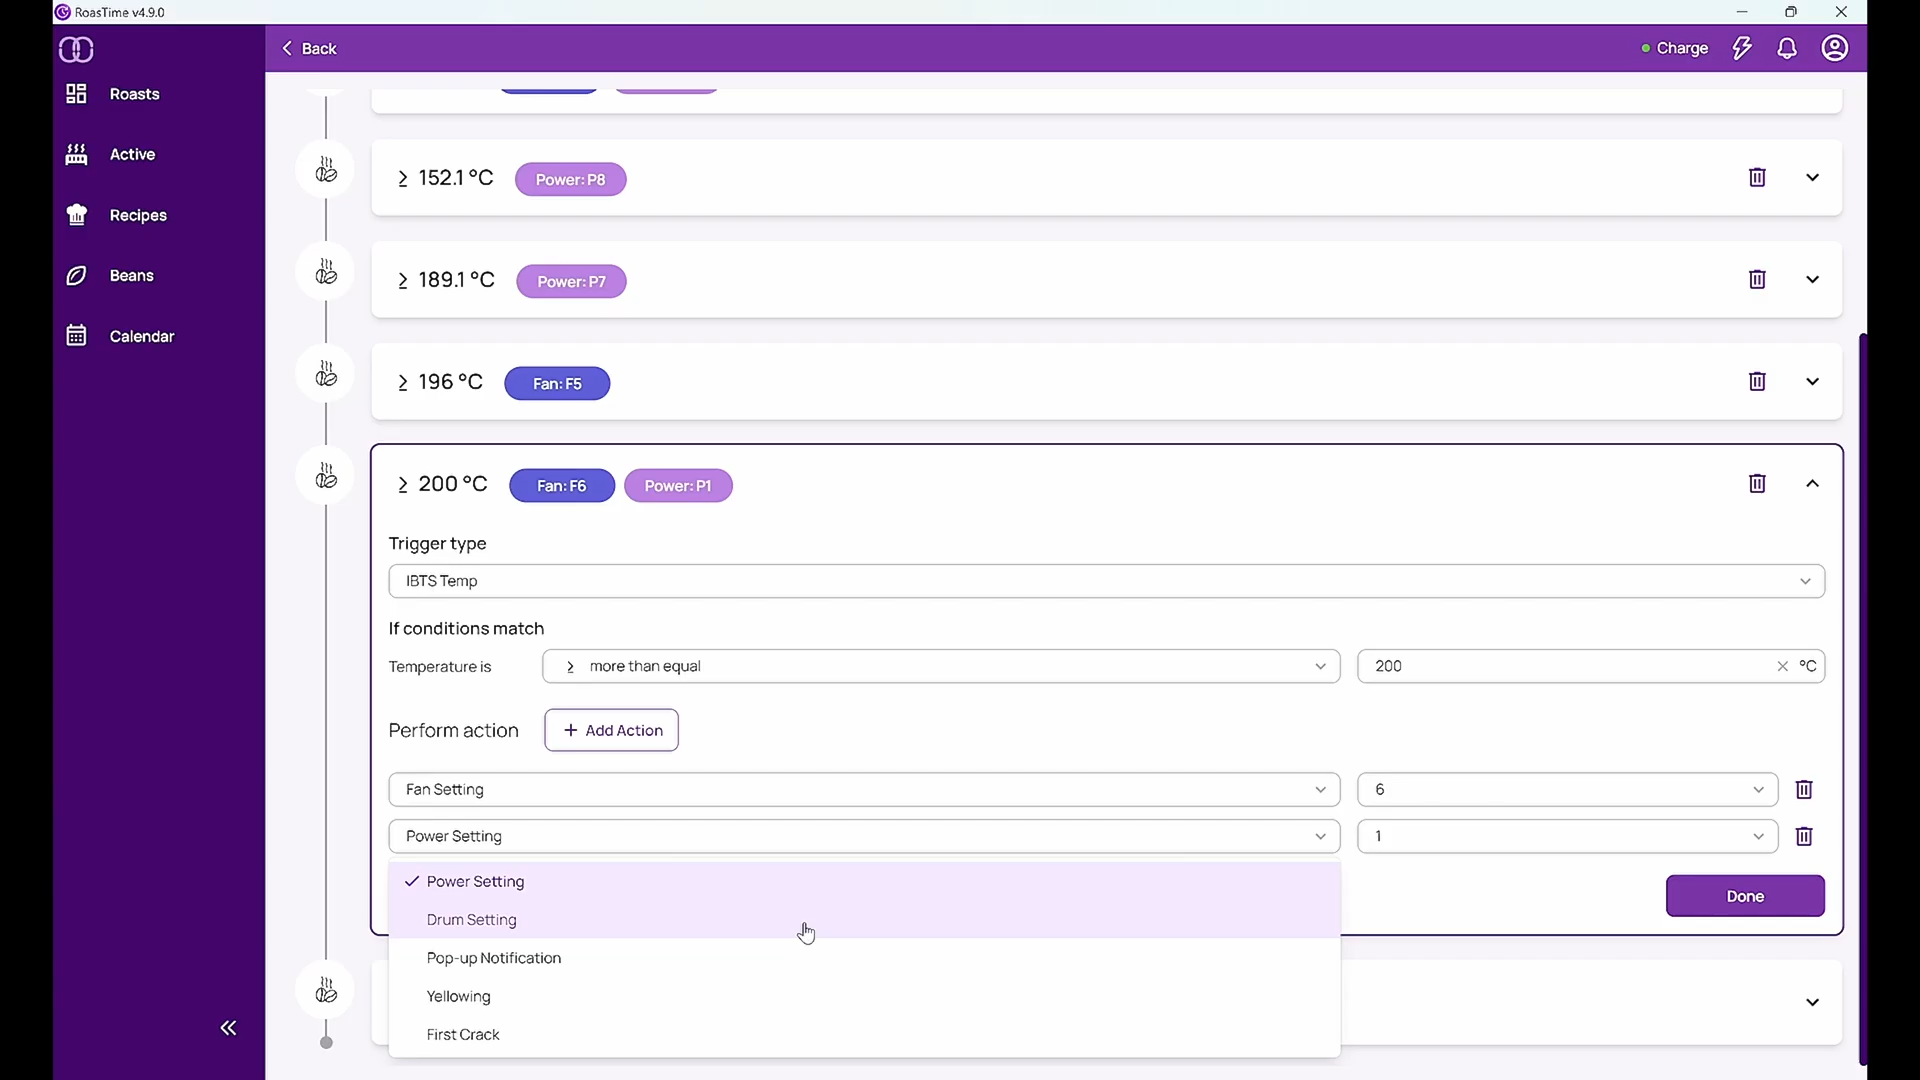 RoasTime v4.9.0
Back
Charge
Roasts
Active
Recipes
Beans
Calendar
≥ 152.1 °C Power: P8
≥ 189.1 °C Power: P7
≥ 196 °C Fan: F5
≥ 200 °C Fan: F6 Power: P1
Trigger type
IBTS Temp
If conditions match
Temperature is ≥ more than equal 200 °C
Perform action + Add Action
Fan Setting 6
Power Setting 1
Power Setting
Drum Setting
Pop-up Notification
Yellowing
First Crack
Done